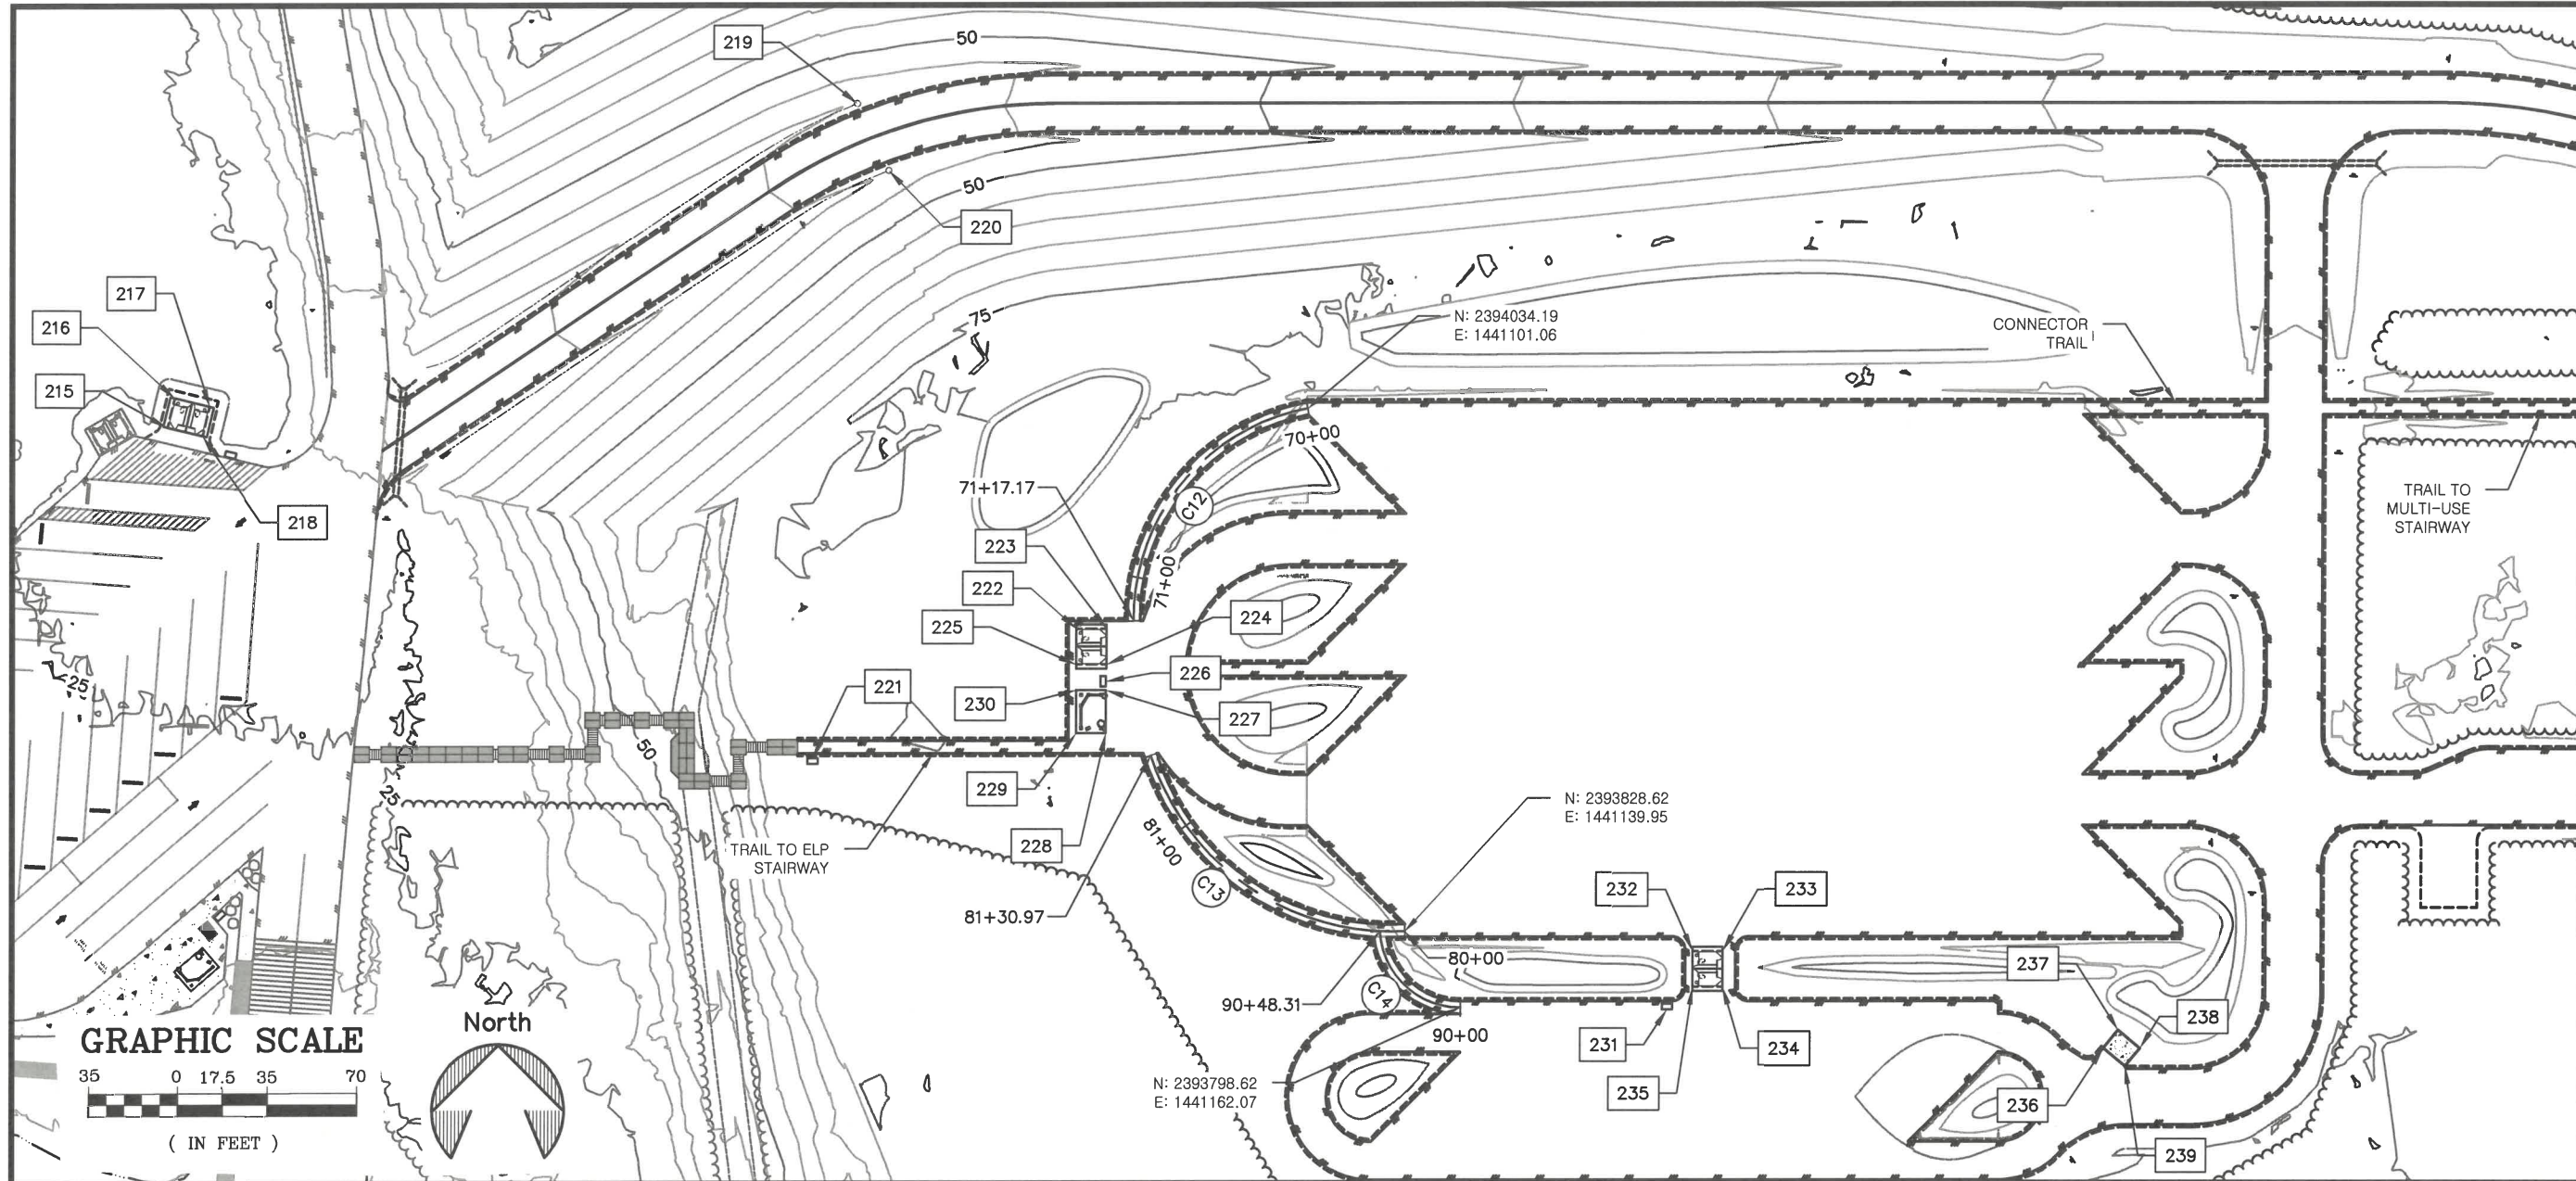 219
50
50
220
217
216
215
218
75
N: 2394034.19
E: 1441101.06
CONNECTOR
TRAIL
70+00
71+17.17
C12
223
71+00
222
224
225
226
221
230
227
TRAIL TO
MULTI-USE
STAIRWAY
25
50
25
229
228
TRAIL TO ELP
STAIRWAY
81+00
C13
81+30.97
N: 2393828.62
E: 1441139.95
232
233
80+00
237
C14
90+48.31
238
90+00
231
234
235
236
239
N: 2393798.62
E: 1441162.07
North
GRAPHIC SCALE
35 0 17.5 35 70
( IN FEET )